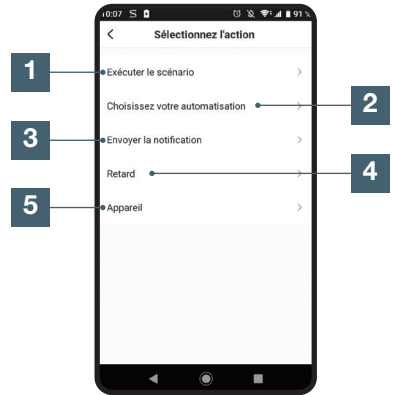 10:07 S 91 %
Sélectionnez l'action
1
Exécuter le scénario
Choisissez votre automatisation
2
3
Envoyer la notification
Retard
4
5
Appareil